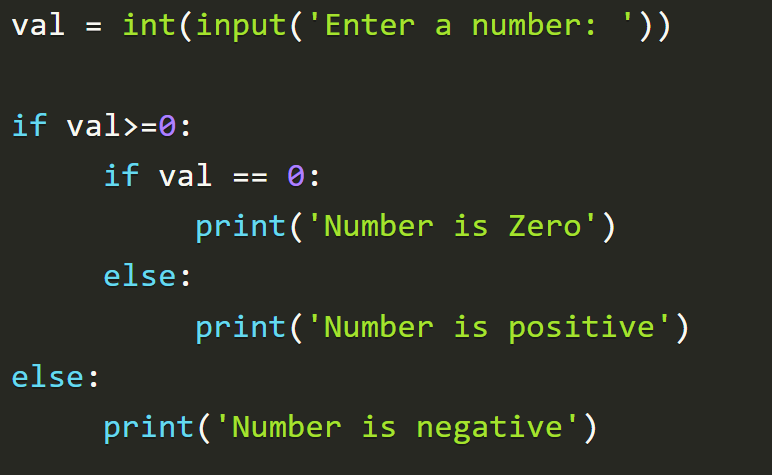 val = int(input('Enter a number: '))

if val>=0:
     if val == 0:
          print('Number is Zero')
     else:
          print('Number is positive')
else:
     print('Number is negative')